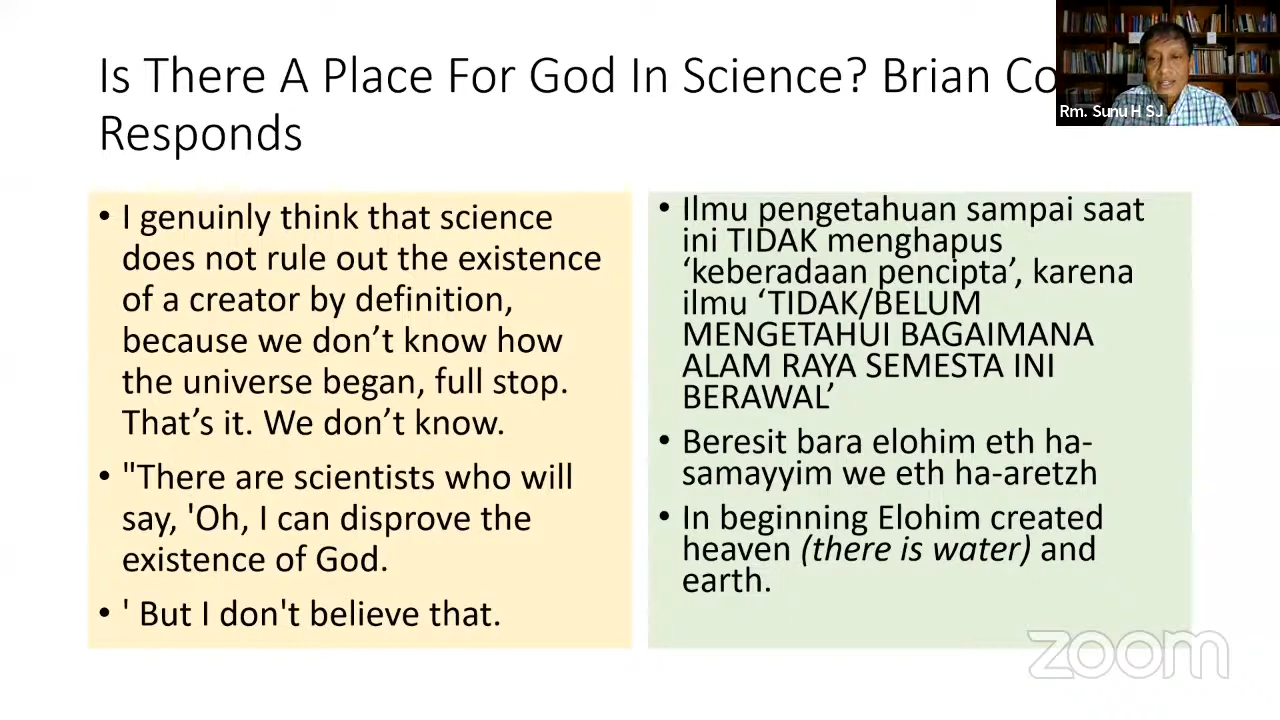 Is There A Place For God In Science? Brian Co
Responds
Rm. Sunu H SJ
• I genuinly think that science
does not rule out the existence
of a creator by definition,
because we don’t know how
the universe began, full stop.
That’s it. We don’t know.
• "There are scientists who will
say, 'Oh, I can disprove the
existence of God.
• ' But I don't believe that.
• Ilmu pengetahuan sampai saat
ini TIDAK menghapus
‘keberadaan pencipta’, karena
ilmu ‘TIDAK/BELUM
MENGETAHUI BAGAIMANA
ALAM RAYA SEMESTA INI
BERAWAL’
• Beresit bara elohim eth ha-
samayyim we eth ha-aretzh
• In beginning Elohim created
heaven (there is water) and
earth.
zoom